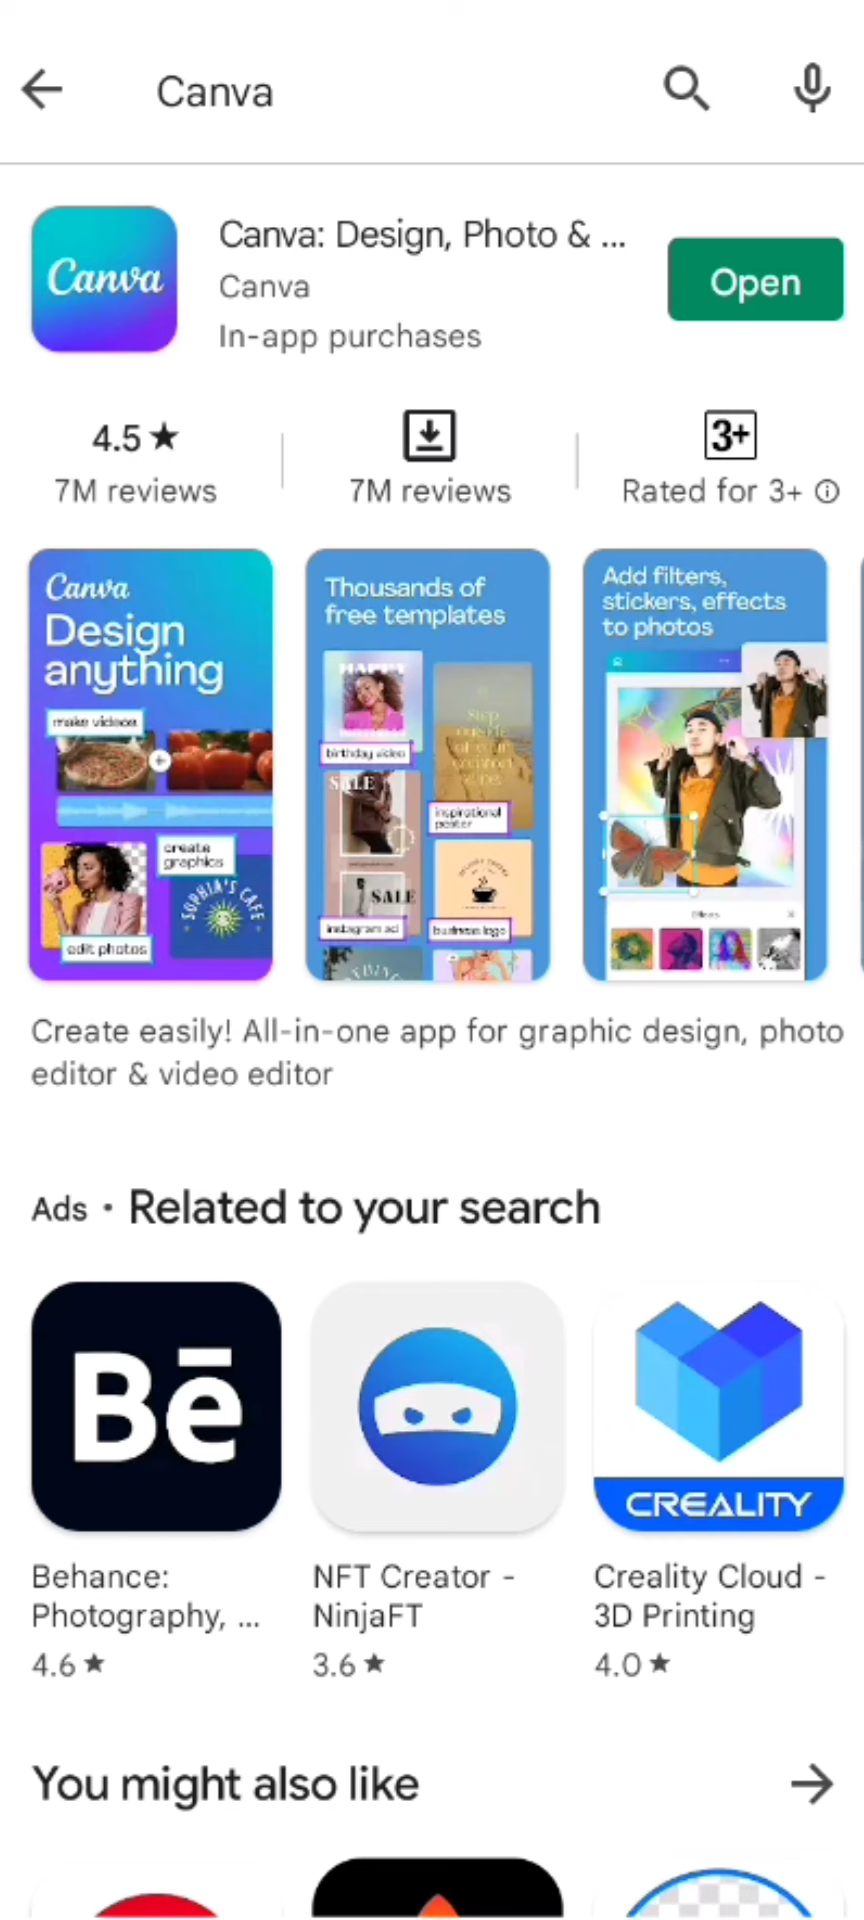 Canva
Canva
Canva: Design, Photo & ...
Canva
In-app purchases
Open
4.5 ★
7M reviews
7M reviews
3+
Rated for 3+
Canva
Design
anything
make videos
create
graphics
SOPHIA'S CAFE
edit photos
Thousands of
free templates
HAPPY
birthday video
SALE
inspirational
poster
SALE
instagram ad
business logo
Add filters,
stickers, effects
to photos
Effects
Create easily! All-in-one app for graphic design, photo
editor & video editor
Ads • Related to your search
Bē
CREALITY
Behance:
Photography, ...
4.6 ★
NFT Creator -
NinjaFT
3.6 ★
Creality Cloud -
3D Printing
4.0 ★
You might also like